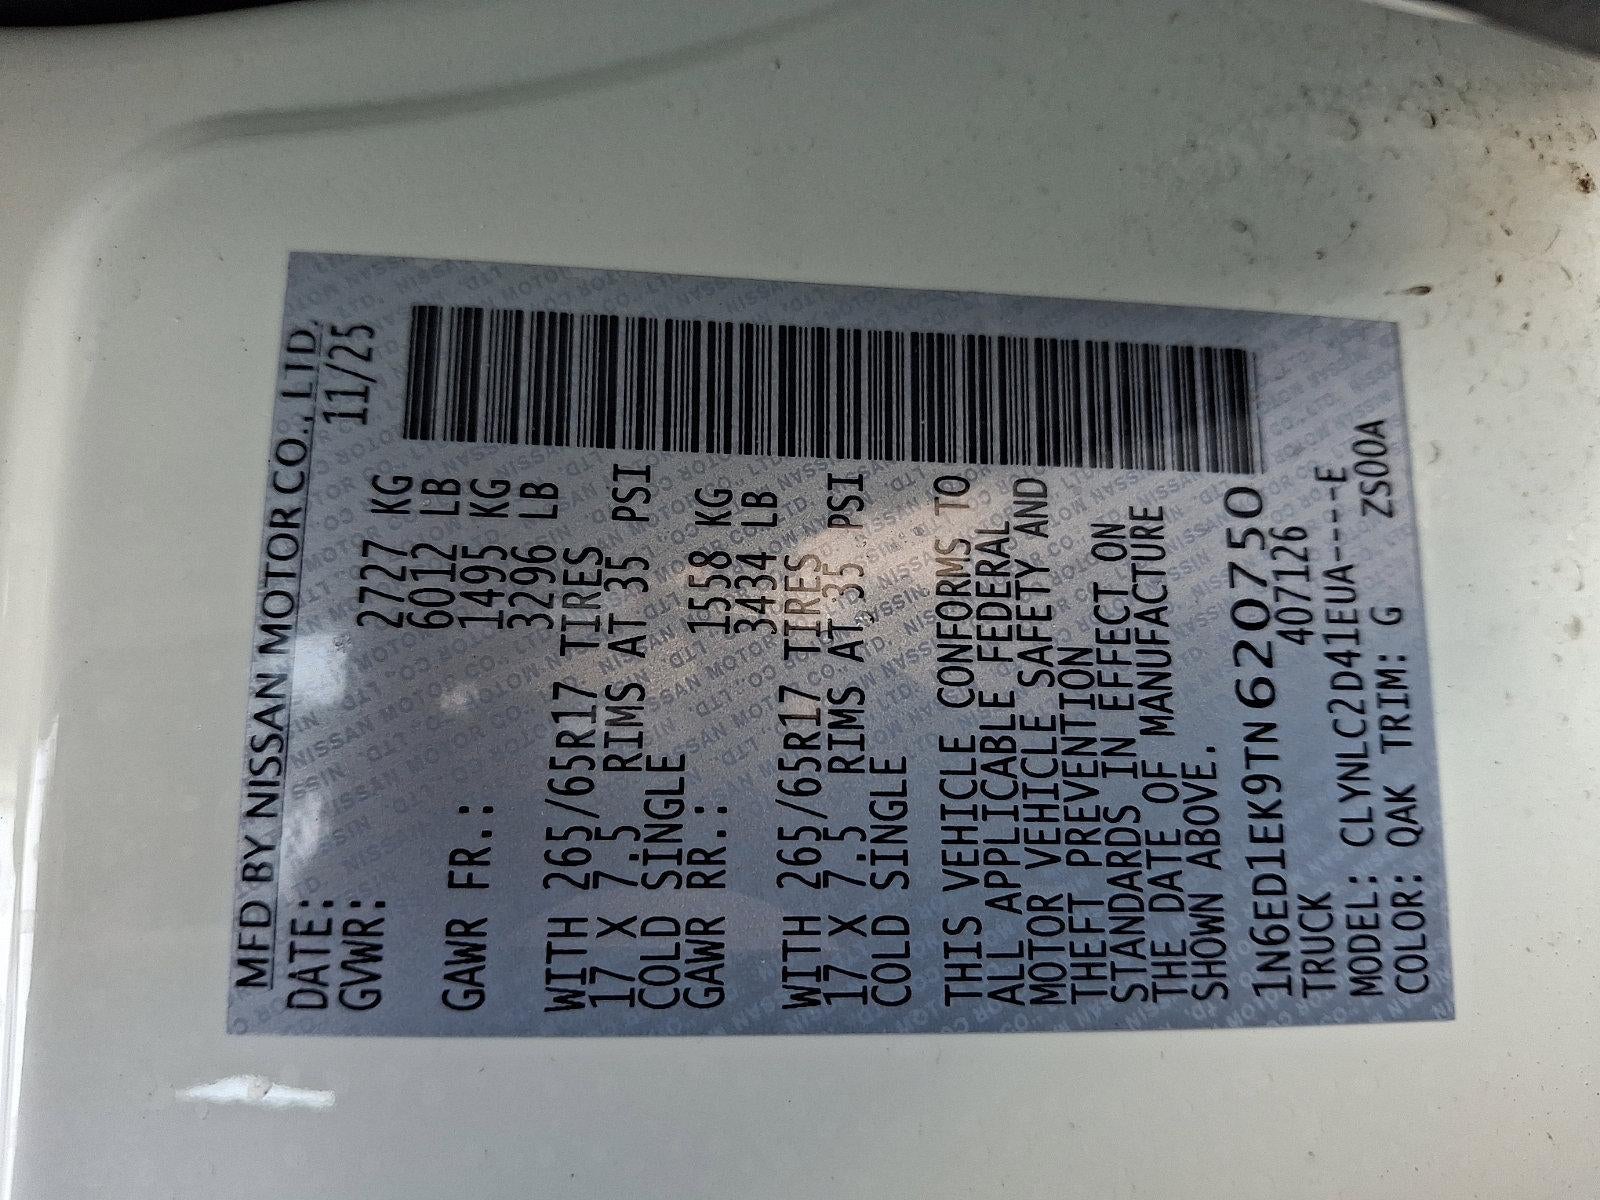 MFD BY NISSAN MOTOR CO., LTD.
DATE: 11/25
GVWR: 2727 KG
6012 LB
GAWR FR.: 1495 KG
3296 LB
WITH 265/65R17 TIRES
17 X 7.5 RIMS AT 35 PSI
COLD SINGLE
GAWR RR.: 1558 KG
3434 LB
WITH 265/65R17 TIRES
17 X 7.5 RIMS AT 35 PSI
COLD SINGLE
THIS VEHICLE CONFORMS TO
ALL APPLICABLE FEDERAL
MOTOR VEHICLE SAFETY AND
THEFT PREVENTION
STANDARDS IN EFFECT ON
THE DATE OF MANUFACTURE
SHOWN ABOVE.
1N6ED1EK9TN620750
TRUCK 407126
MODEL: CLYNLC2D41EUA----E
COLOR: QAK TRIM: G ZS00A